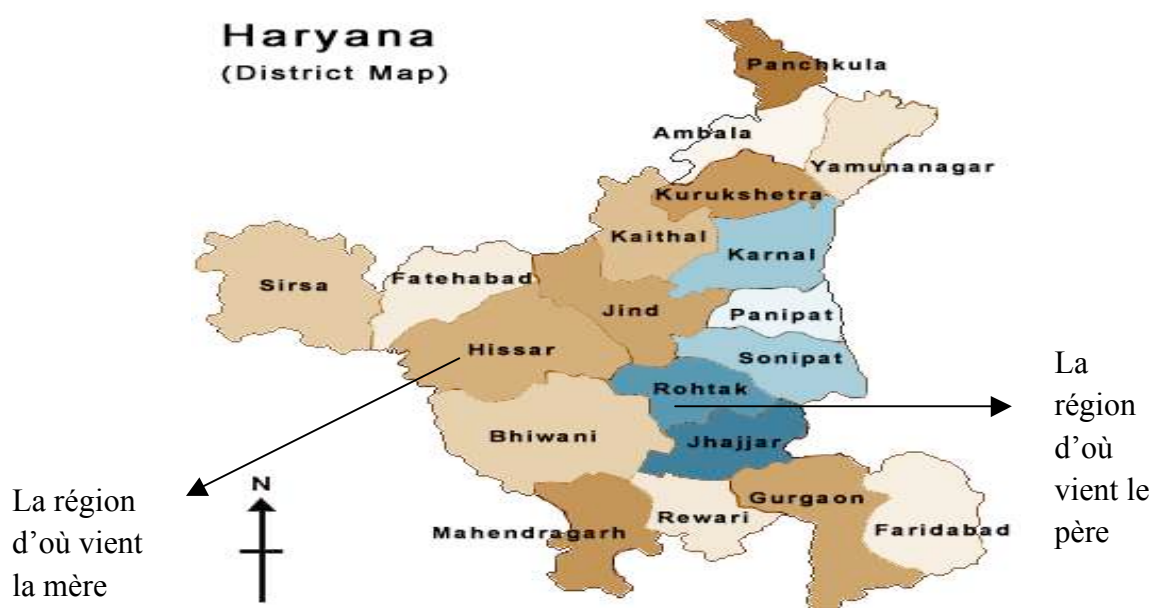 Haryana
(District Map)
Panchkula
Ambala
Yamunanagar
Kurukshetra
Kaithal
Karnal
Sirsa
Fatehabad
Jind
Panipat
Hissar
Sonipat
Rohtak
Bhiwani
Jhajjar
La
région
d’où
vient le
père
La région
d’où vient
la mère
N
Mahendragarh
Rewari
Gurgaon
Faridabad